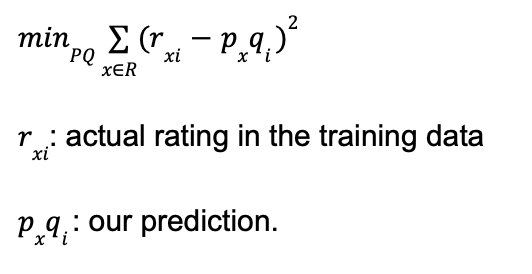 min_PQ Σ_{x∈R} (r_xi − p_x q_i)²
r_xi: actual rating in the training data
p_x q_i: our prediction.